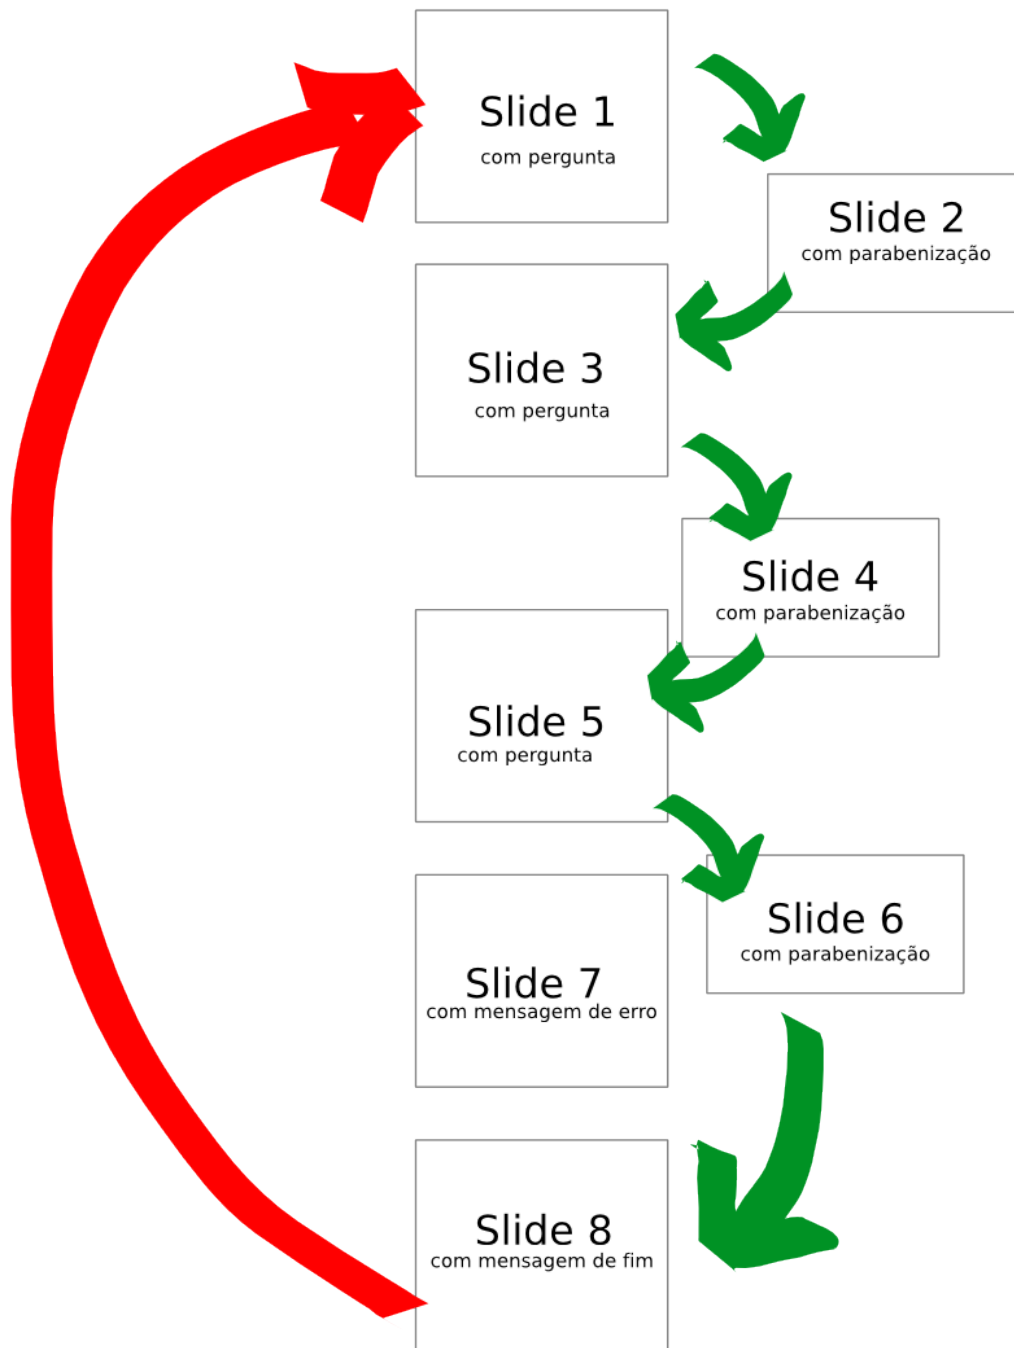 Slide 1
com pergunta
Slide 2
com parabenização
Slide 3
com pergunta
Slide 4
com parabenização
Slide 5
com pergunta
Slide 6
com parabenização
Slide 7
com mensagem de erro
Slide 8
com mensagem de fim